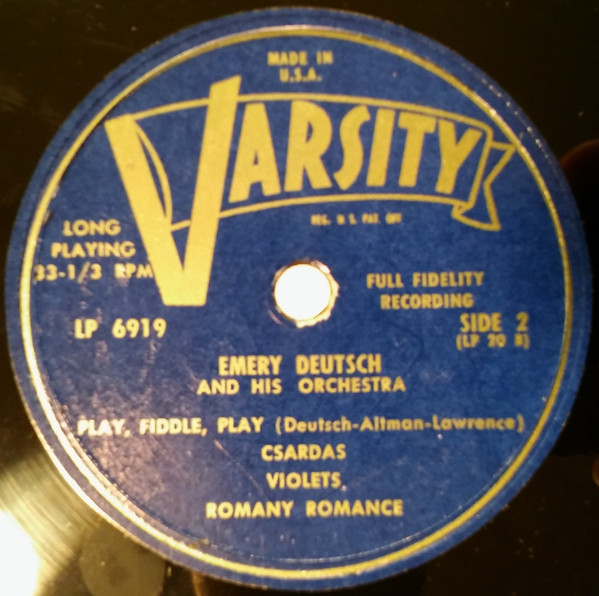 MADE IN
U.S.A.
VARSITY
REG. U S. PAT. OFF
LONG
PLAYING
33-1/3 RPM
FULL FIDELITY
RECORDING
LP 6919
SIDE 2
(LP 20 B)
EMERY DEUTSCH
AND HIS ORCHESTRA
PLAY, FIDDLE, PLAY (Deutsch-Altman-Lawrence)
CSARDAS
VIOLETS
ROMANY ROMANCE